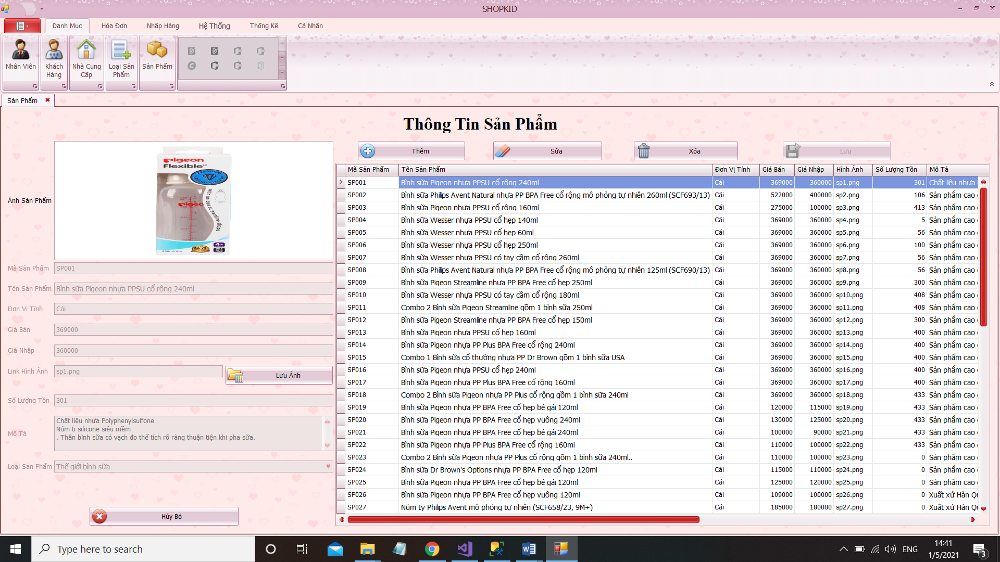 SHOPKID
Danh Mục Hóa Đơn Nhập Hàng Hệ Thống Thống Kê Cá Nhân
Nhân Viên Khách Hàng Nhà Cung Cấp Loại Sản Phẩm Sản Phẩm
Sản Phẩm
Thông Tin Sản Phẩm
Thêm Sửa Xóa Lưu
Ảnh Sản Phẩm
pigeon
Flexible™
PREMIUM
With unique streamline shape
4+
No.1
Mã Sản Phẩm SP001
Tên Sản Phẩm Bình sữa Pigeon nhựa PPSU cổ rộng 240ml
Đơn Vị Tính Cái
Giá Bán 369000
Giá Nhập 360000
Link Hình Ảnh sp1.png Lưu Ảnh
Số Lượng Tồn 301
Mô Tả
Chất liệu nhựa Polyphenylsulfone
Núm ti silicone siêu mềm
. Thân bình sữa có vạch đo thể tích rõ ràng thuận tiện khi pha sữa.
Loại Sản Phẩm Thế giới bình sữa
Hủy Bỏ
Mã Sản Phẩm Tên Sản Phẩm Đơn Vị Tính Giá Bán Giá Nhập Hình Ảnh Số Lượng Tồn Mô Tả
SP001 Bình sữa Pigeon nhựa PPSU cổ rộng 240ml Cái 369000 360000 sp1.png 301 Chất liệu nhựa
SP002 Bình sữa Philips Avent Natural nhựa PP BPA Free cổ rộng mô phỏng tự nhiên 260ml (SCF693/13) Cái 522000 400000 sp2.png 106 Sản phẩm cao
SP003 Bình sữa Pigeon nhựa PPSU cổ rộng 160ml Cái 275000 100000 sp3.png 413 Sản phẩm cao
SP004 Bình sữa Wesser nhựa PPSU cổ hẹp 140ml Cái 369000 360000 sp4.png 5 Sản phẩm cao
SP005 Bình sữa Wesser nhựa PPSU cổ hẹp 60ml Cái 369000 360000 sp5.png 56 Sản phẩm cao
SP006 Bình sữa Wesser nhựa PPSU cổ hẹp 250ml Cái 369000 360000 sp6.png 100 Sản phẩm cao
SP007 Bình sữa Wesser nhựa PPSU có tay cầm cổ rộng 260ml Cái 369000 360000 sp7.png 56 Sản phẩm cao
SP008 Bình sữa Philips Avent Natural nhựa PP BPA Free cổ rộng mô phỏng tự nhiên 125ml (SCF690/13) Cái 369000 360000 sp8.png 56 Sản phẩm cao
SP009 Bình sữa Pigeon Streamline nhựa PP BPA Free cổ hẹp 250ml Cái 369000 360000 sp9.png 300 Sản phẩm cao
SP010 Bình sữa Wesser nhựa PPSU có tay cầm cổ rộng 180ml Cái 369000 360000 sp10.png 408 Sản phẩm cao
SP011 Combo 2 Bình sữa Pigeon Streamline gồm 1 bình sữa 250ml Cái 369000 360000 sp11.png 408 Sản phẩm cao
SP012 Bình sữa Pigeon Streamline nhựa PP BPA Free cổ hẹp 150ml Cái 369000 360000 sp12.png 300 Sản phẩm cao
SP013 Bình sữa Pigeon nhựa PPSU cổ hẹp 160ml Cái 369000 360000 sp13.png 400 Sản phẩm cao
SP014 Bình sữa Pigeon nhựa PP Plus BPA Free cổ rộng 240ml Cái 369000 360000 sp14.png 400 Sản phẩm cao
SP015 Combo 1 Bình sữa cổ thường nhựa PP Dr Brown gồm 1 bình sữa USA Cái 369000 360000 sp15.png 400 Sản phẩm cao
SP016 Bình sữa Pigeon nhựa PPSU cổ hẹp 240ml Cái 369000 360000 sp16.png 400 Sản phẩm cao
SP017 Bình sữa Pigeon nhựa PP Plus BPA Free cổ rộng 160ml Cái 369000 360000 sp17.png 400 Sản phẩm cao
SP018 Combo 2 Bình sữa Pigeon nhựa PP Plus cổ rộng gồm 1 bình sữa 240ml Cái 369000 360000 sp18.png 433 Sản phẩm cao
SP019 Bình sữa Pigeon nhựa PP BPA Free cổ hẹp bé gái 120ml Cái 120000 115000 sp19.png 433 Sản phẩm cao
SP020 Bình sữa Pigeon nhựa PP BPA Free cổ hẹp vuông 240ml Cái 130000 125000 sp20.png 433 Sản phẩm cao
SP021 Bình sữa Pigeon nhựa PP BPA Free cổ hẹp bé gái 240ml Cái 100000 90000 sp21.png 433 Sản phẩm cao
SP022 Bình sữa Pigeon nhựa PP Plus BPA Free cổ rộng 160ml Cái 110000 100000 sp22.png 433 Sản phẩm cao
SP023 Combo 2 Bình sữa Pigeon nhựa PP Plus cổ rộng gồm 1 bình sữa 240ml.. Cái 110000 100000 sp23.png 0 Sản phẩm cao
SP024 Bình sữa Dr Brown's Options nhựa PP BPA Free cổ hẹp 120ml Cái 115000 110000 sp24.png 0 Sản phẩm cao
SP025 Bình sữa Pigeon nhựa PP BPA Free cổ hẹp bé gái 120ml Cái 125000 120000 sp25.png 0 Sản phẩm cao
SP026 Bình sữa Pigeon nhựa PP BPA Free cổ hẹp vuông 120ml Cái 109000 100000 sp26.png 0 Xuất xứ Hàn Qu
SP027 Núm ty Philips Avent mô phỏng tự nhiên (SCF658/23, 9M+) Cái 185000 180000 sp27.png 0 Xuất xứ Hàn Qu
Type here to search
ENG
14:41
1/5/2021
3